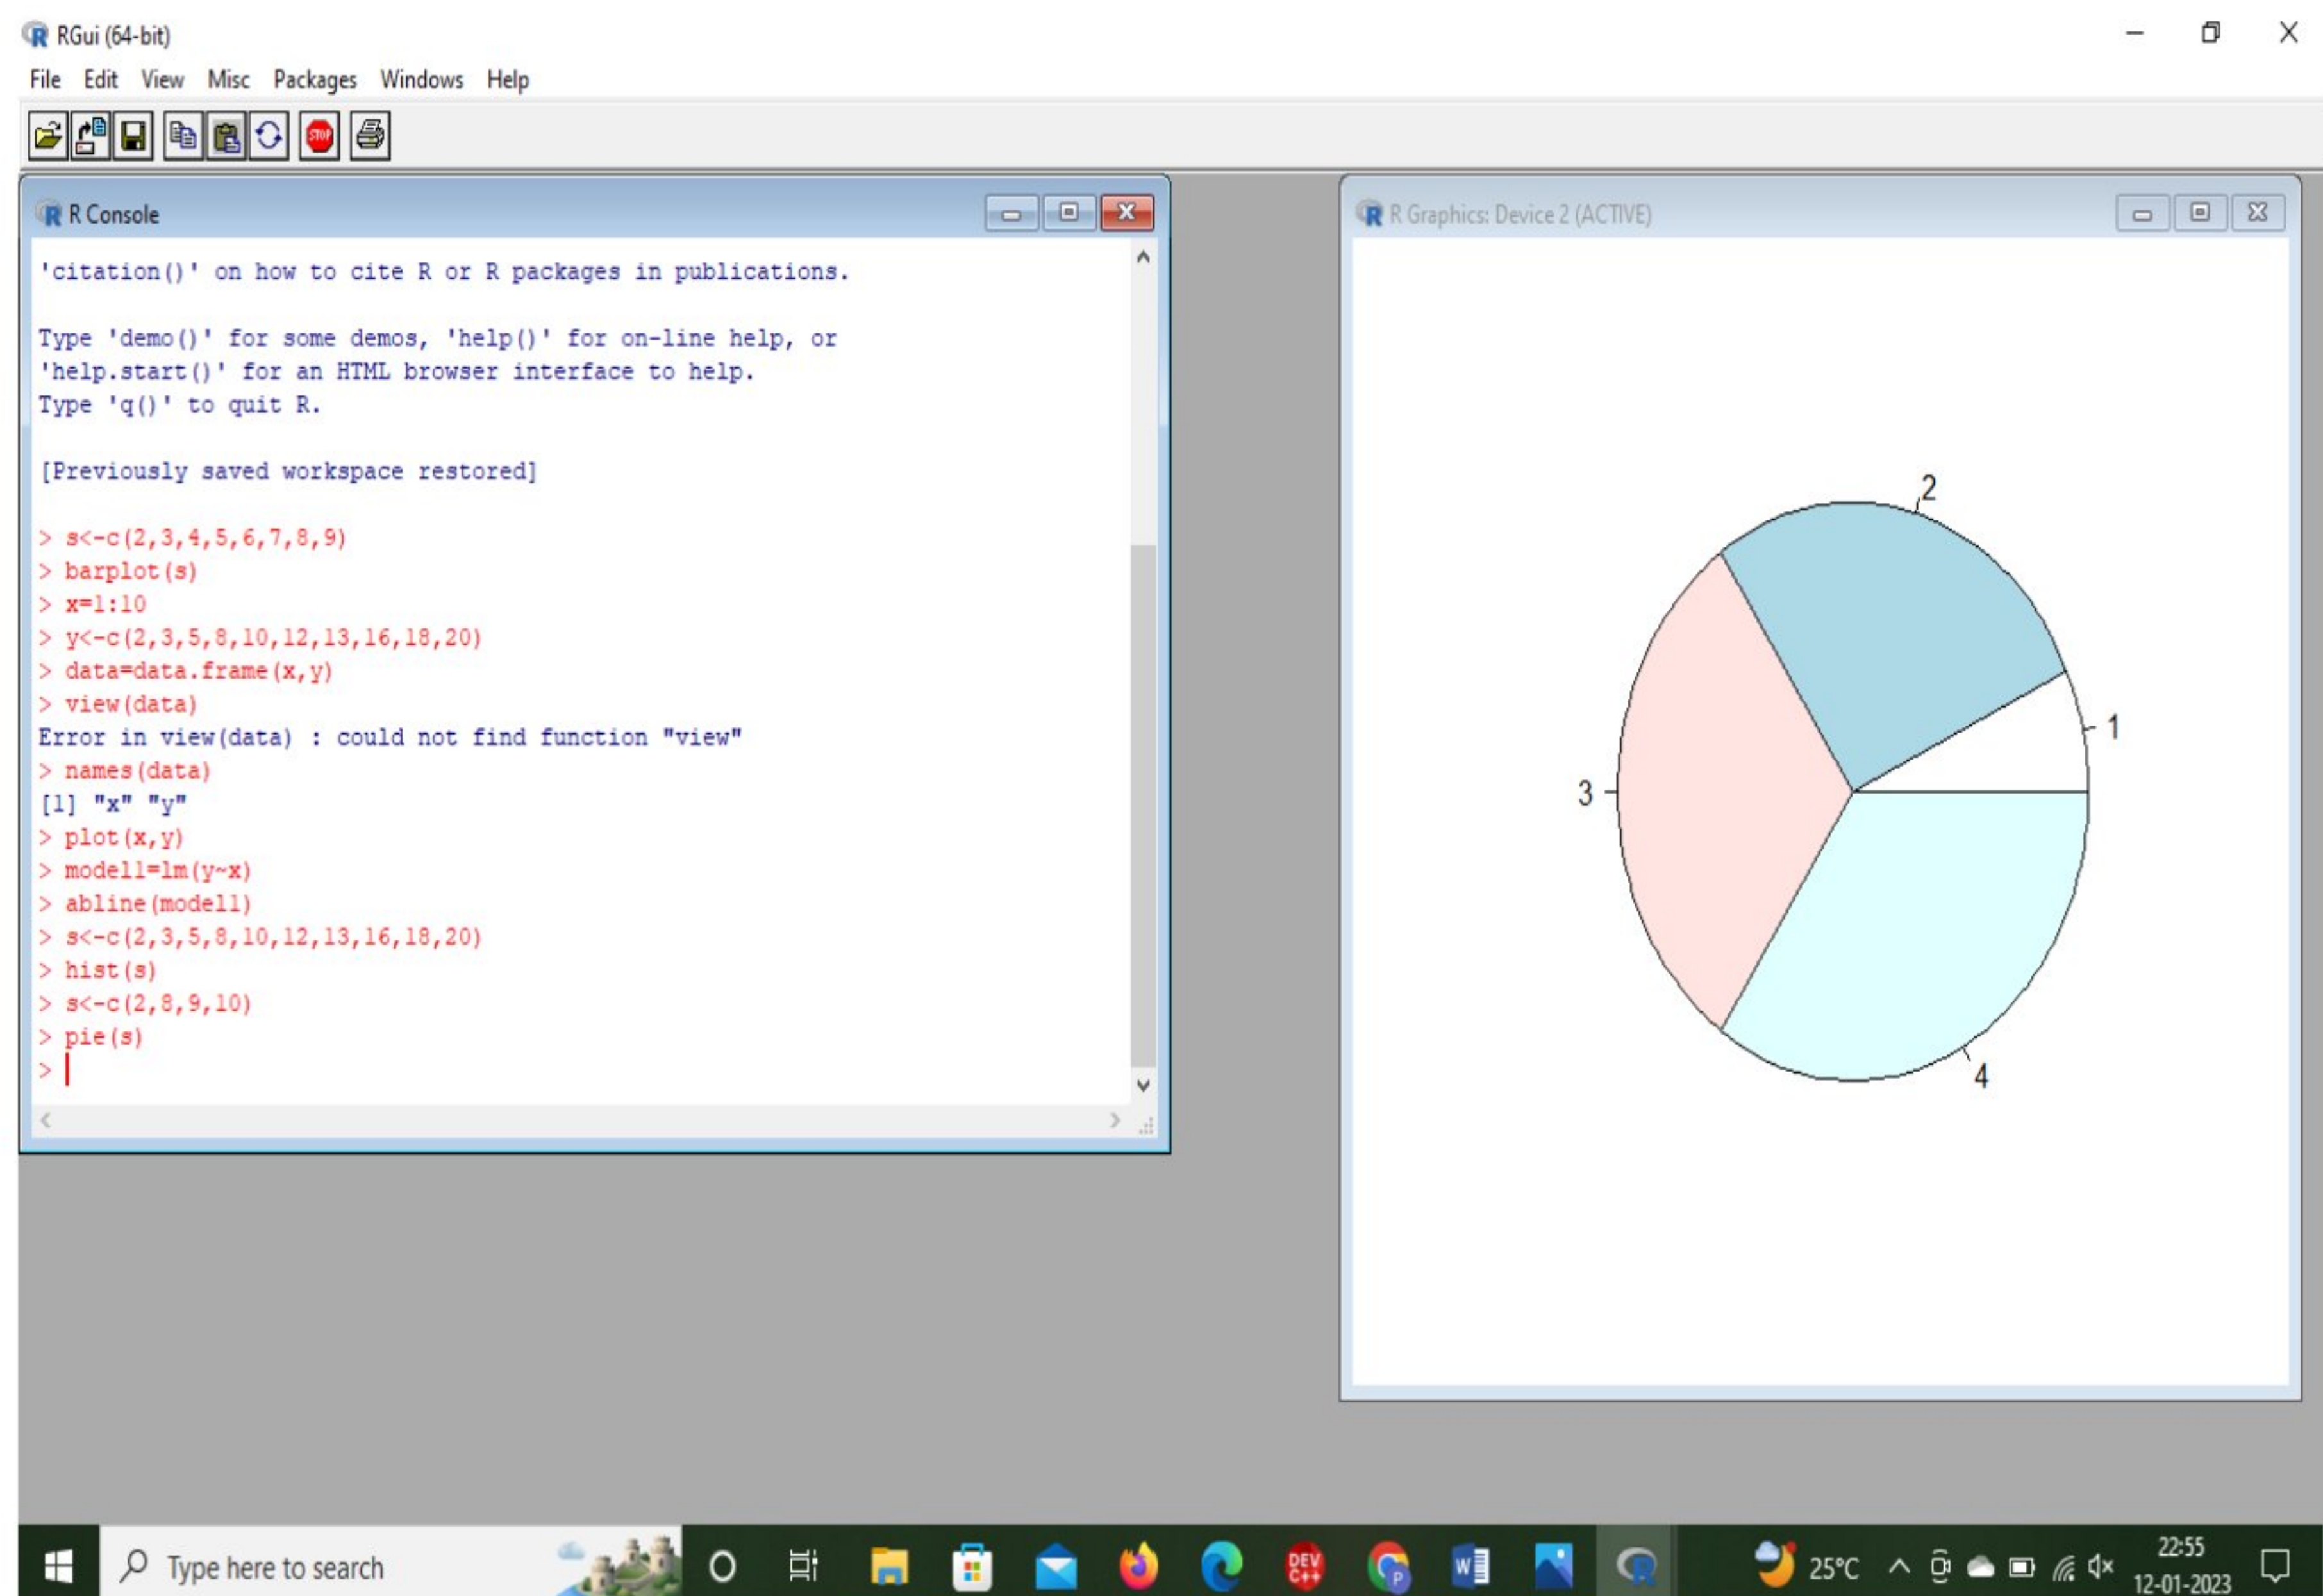 RGui (64-bit)
File Edit View Misc Packages Windows Help
STOP
R Console
'citation()' on how to cite R or R packages in publications.
Type 'demo()' for some demos, 'help()' for on-line help, or
'help.start()' for an HTML browser interface to help.
Type 'q()' to quit R.
[Previously saved workspace restored]
> s<-c(2,3,4,5,6,7,8,9)
> barplot(s)
> x=1:10
> y<-c(2,3,5,8,10,12,13,16,18,20)
> data=data.frame(x,y)
> view(data)
Error in view(data) : could not find function "view"
> names(data)
[1] "x" "y"
> plot(x,y)
> model1=lm(y~x)
> abline(model1)
> s<-c(2,3,5,8,10,12,13,16,18,20)
> hist(s)
> s<-c(2,8,9,10)
> pie(s)
>
R Graphics: Device 2 (ACTIVE)
2
1
3
4
Type here to search
DEV
C++
P
W
25°C
22:55
12-01-2023